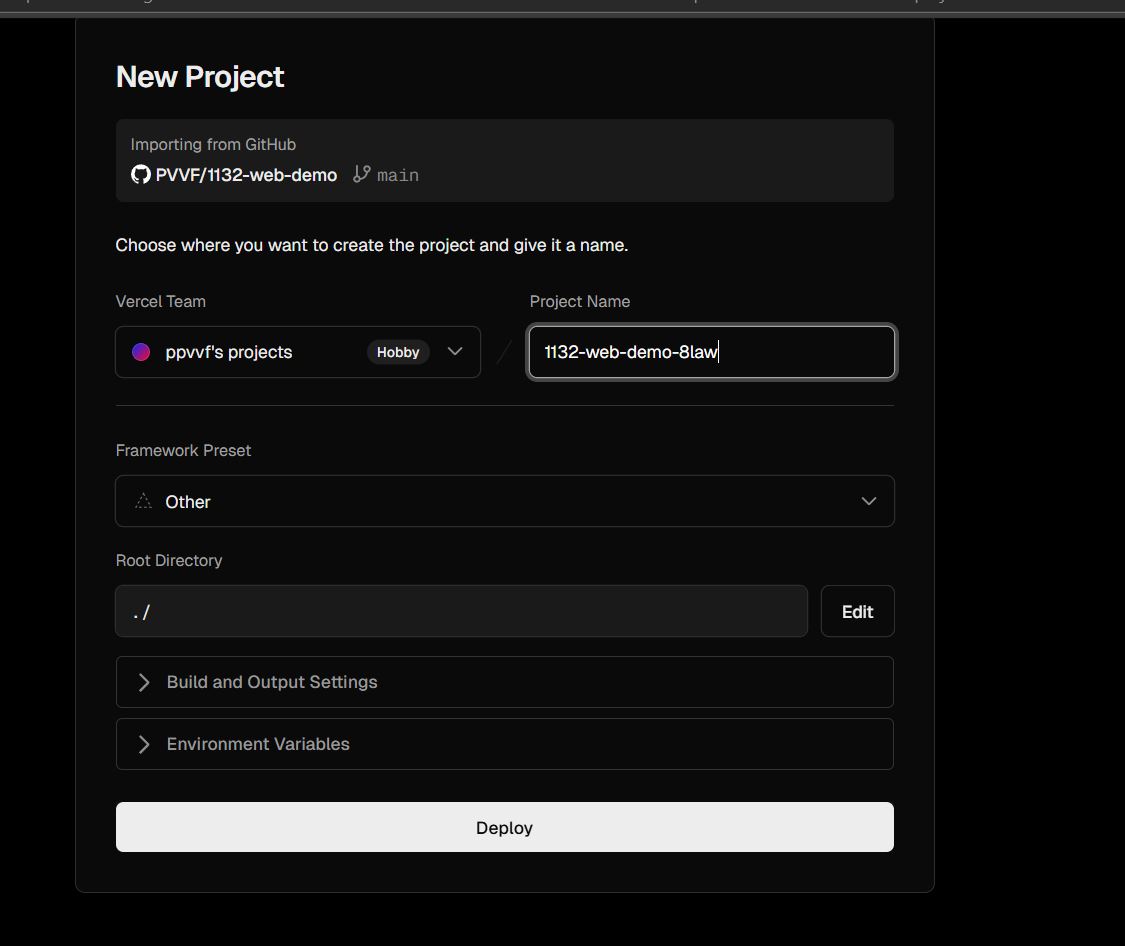 New Project
Importing from GitHub
PVVF/1132-web-demo main
Choose where you want to create the project and give it a name.
Vercel Team
Project Name
ppvvf's projects Hobby
/
1132-web-demo-8law
Framework Preset
Other
Root Directory
./
Edit
Build and Output Settings
Environment Variables
Deploy